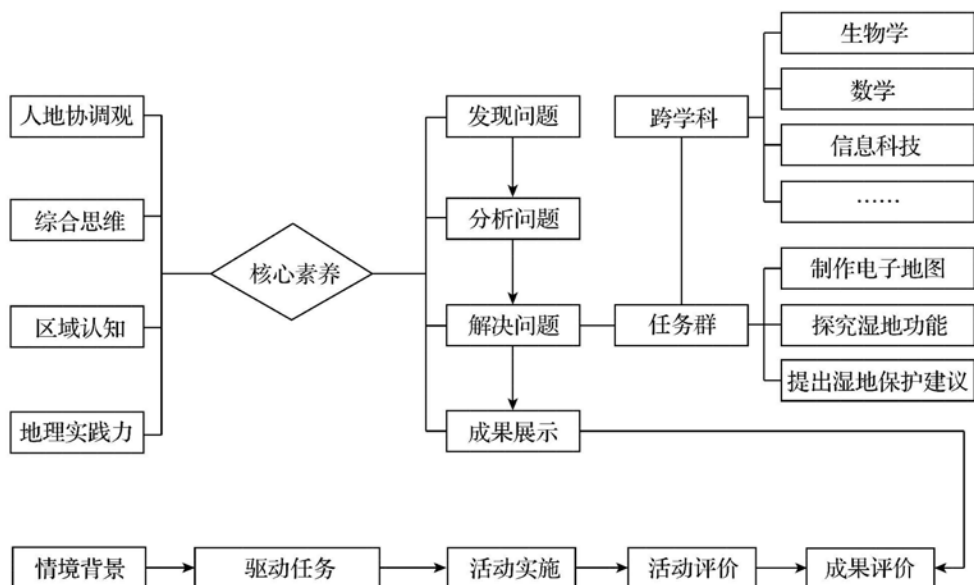 人地协调观
综合思维
区域认知
地理实践力
核心素养
发现问题
分析问题
解决问题
成果展示
跨学科
任务群
生物学
数学
信息科技
……
制作电子地图
探究湿地功能
提出湿地保护建议
情境背景
驱动任务
活动实施
活动评价
成果评价